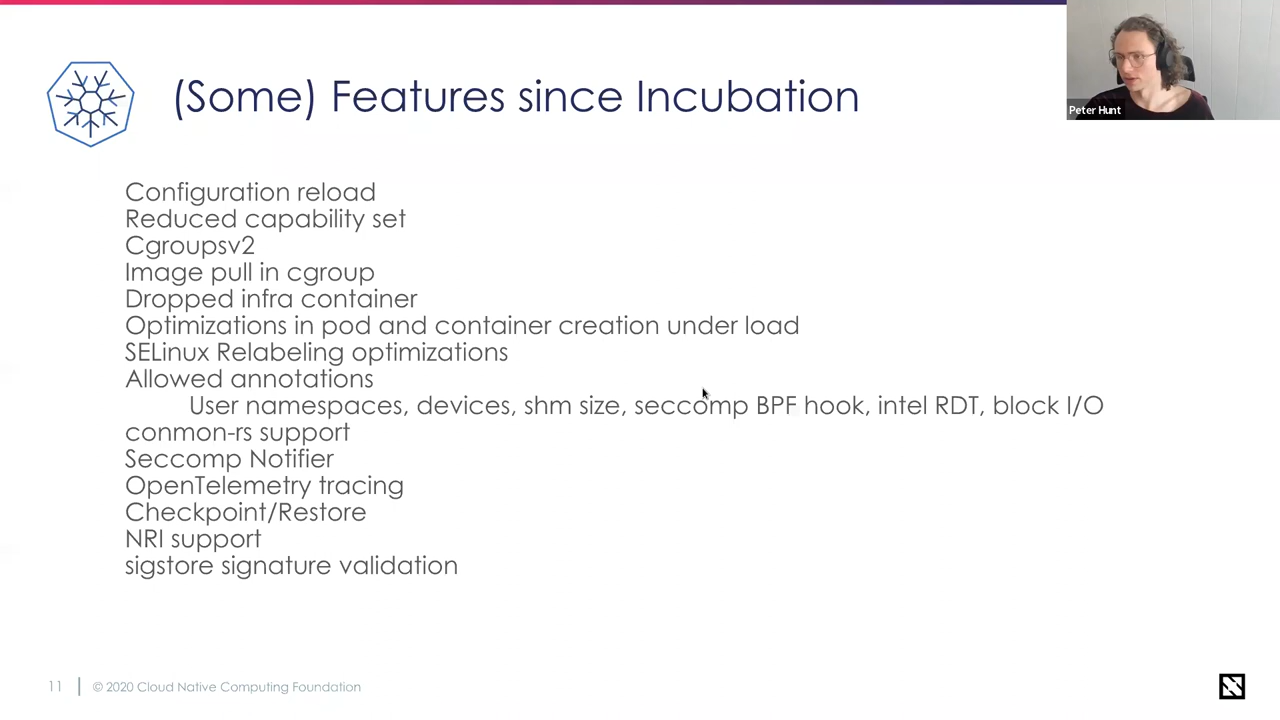 (Some) Features since Incubation
Peter Hunt
Configuration reload
Reduced capability set
Cgroupsv2
Image pull in cgroup
Dropped infra container
Optimizations in pod and container creation under load
SELinux Relabeling optimizations
Allowed annotations
User namespaces, devices, shm size, seccomp BPF hook, intel RDT, block I/O
conmon-rs support
Seccomp Notifier
OpenTelemetry tracing
Checkpoint/Restore
NRI support
sigstore signature validation
11 © 2020 Cloud Native Computing Foundation